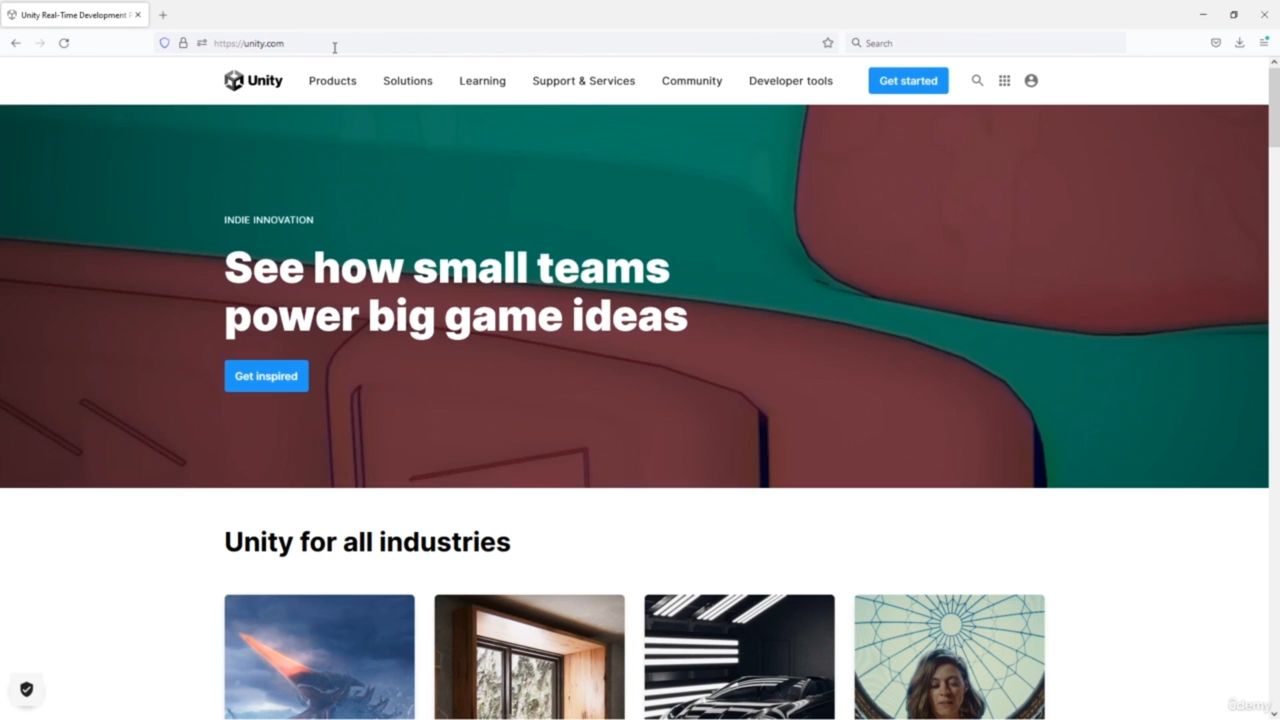 Unity Real-Time Development
https://unity.com
Search
Unity
Products
Solutions
Learning
Support & Services
Community
Developer tools
Get started
INDIE INNOVATION
See how small teams
power big game ideas
Get inspired
Unity for all industries
ûdemy